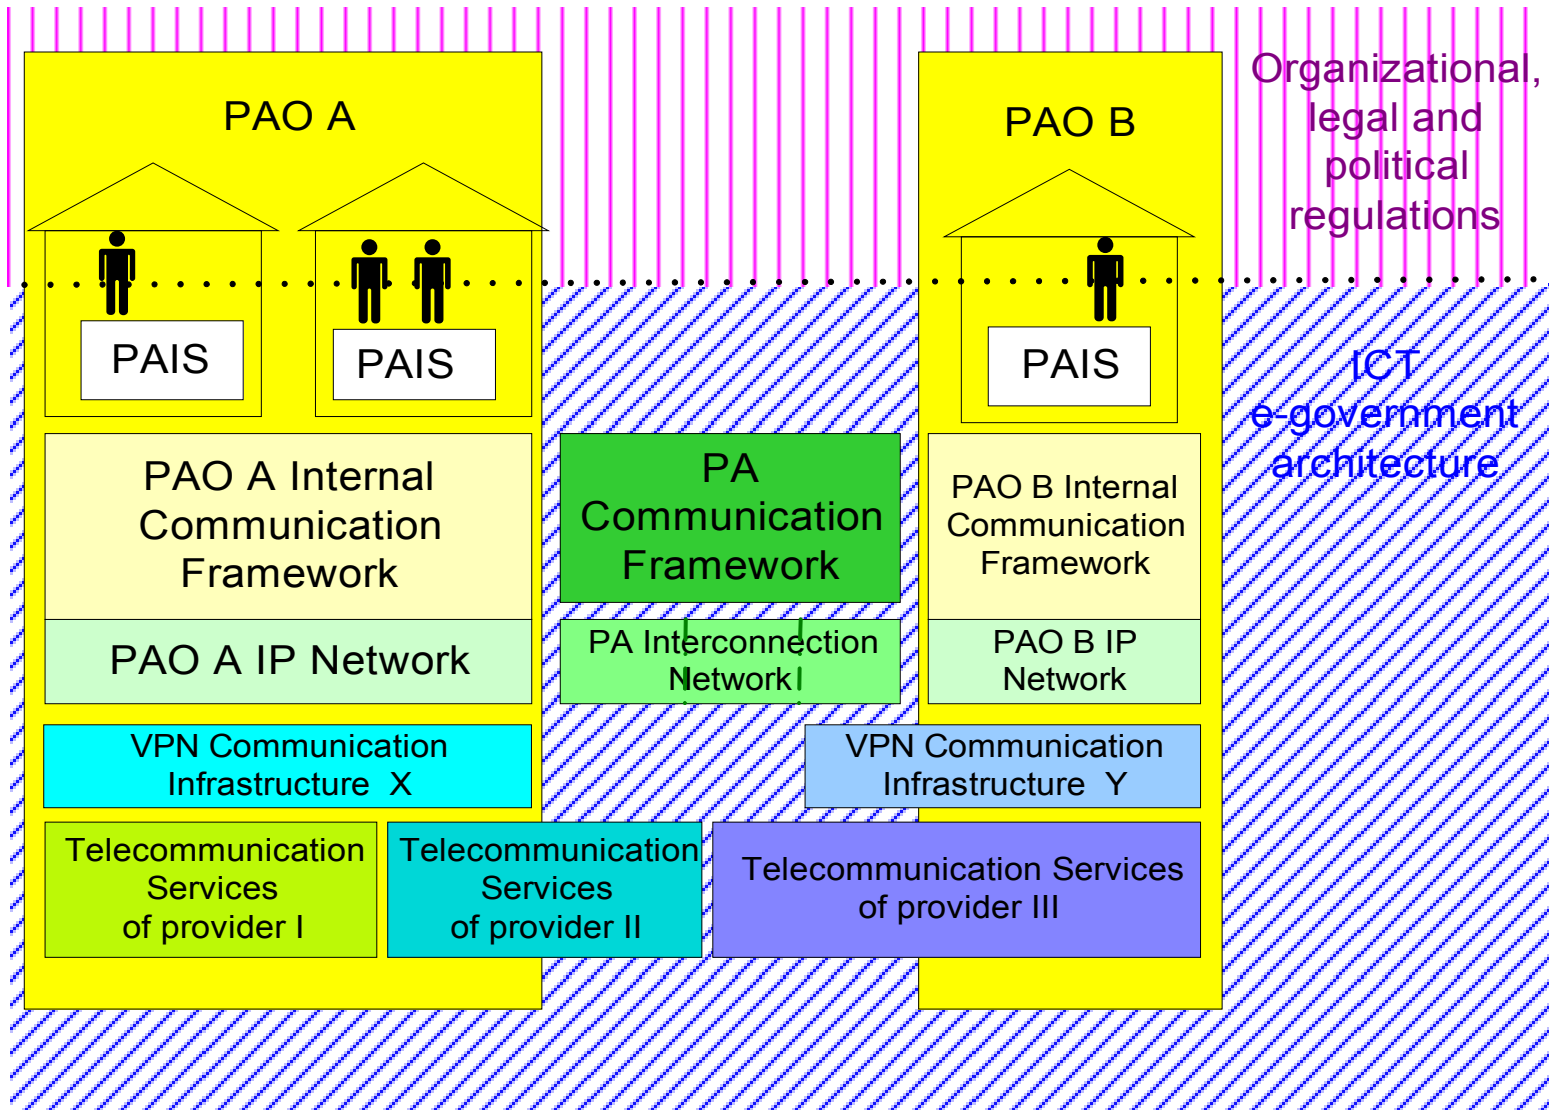 PAO A
PAO B
Organizational,
legal and
political
regulations
PAIS
PAIS
PAIS
ICT
e-government
architecture
PAO A Internal
Communication
Framework
PA
Communication
Framework
PAO B Internal
Communication
Framework
PAO A IP Network
PA Interconnection
Network
PAO B IP
Network
VPN Communication
Infrastructure X
VPN Communication
Infrastructure Y
Telecommunication
Services
of provider I
Telecommunication
Services
of provider II
Telecommunication Services
of provider III